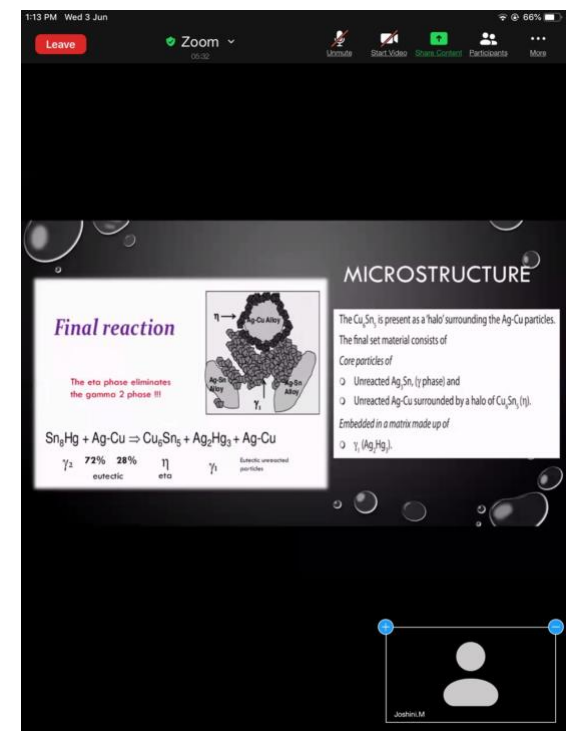 1:13 PM Wed 3 Jun
66%
Leave
Zoom
05:32
Unmute
Start Video
Share Content
Participants
More
Final reaction
The eta phase eliminates
the gamma 2 phase !!!
η
Ag-Cu Alloy
Ag-Sn
Alloy
Ag-Sn
Alloy
γ₁
Sn₈Hg + Ag-Cu ⇒ Cu₆Sn₅ + Ag₂Hg₃ + Ag-Cu
γ₂ 72% 28% η γ₁ Eutectic unreacted
particles
eutectic eta
MICROSTRUCTURE
The Cu₆Sn₅ is present as a 'halo' surrounding the Ag-Cu particles.
The final set material consists of
Core particles of
Unreacted Ag₃Sn, (γ phase) and
Unreacted Ag-Cu surrounded by a halo of Cu₆Sn₅ (η).
Embedded in a matrix made up of
γ₁ (Ag₂Hg₃).
Joshini.M